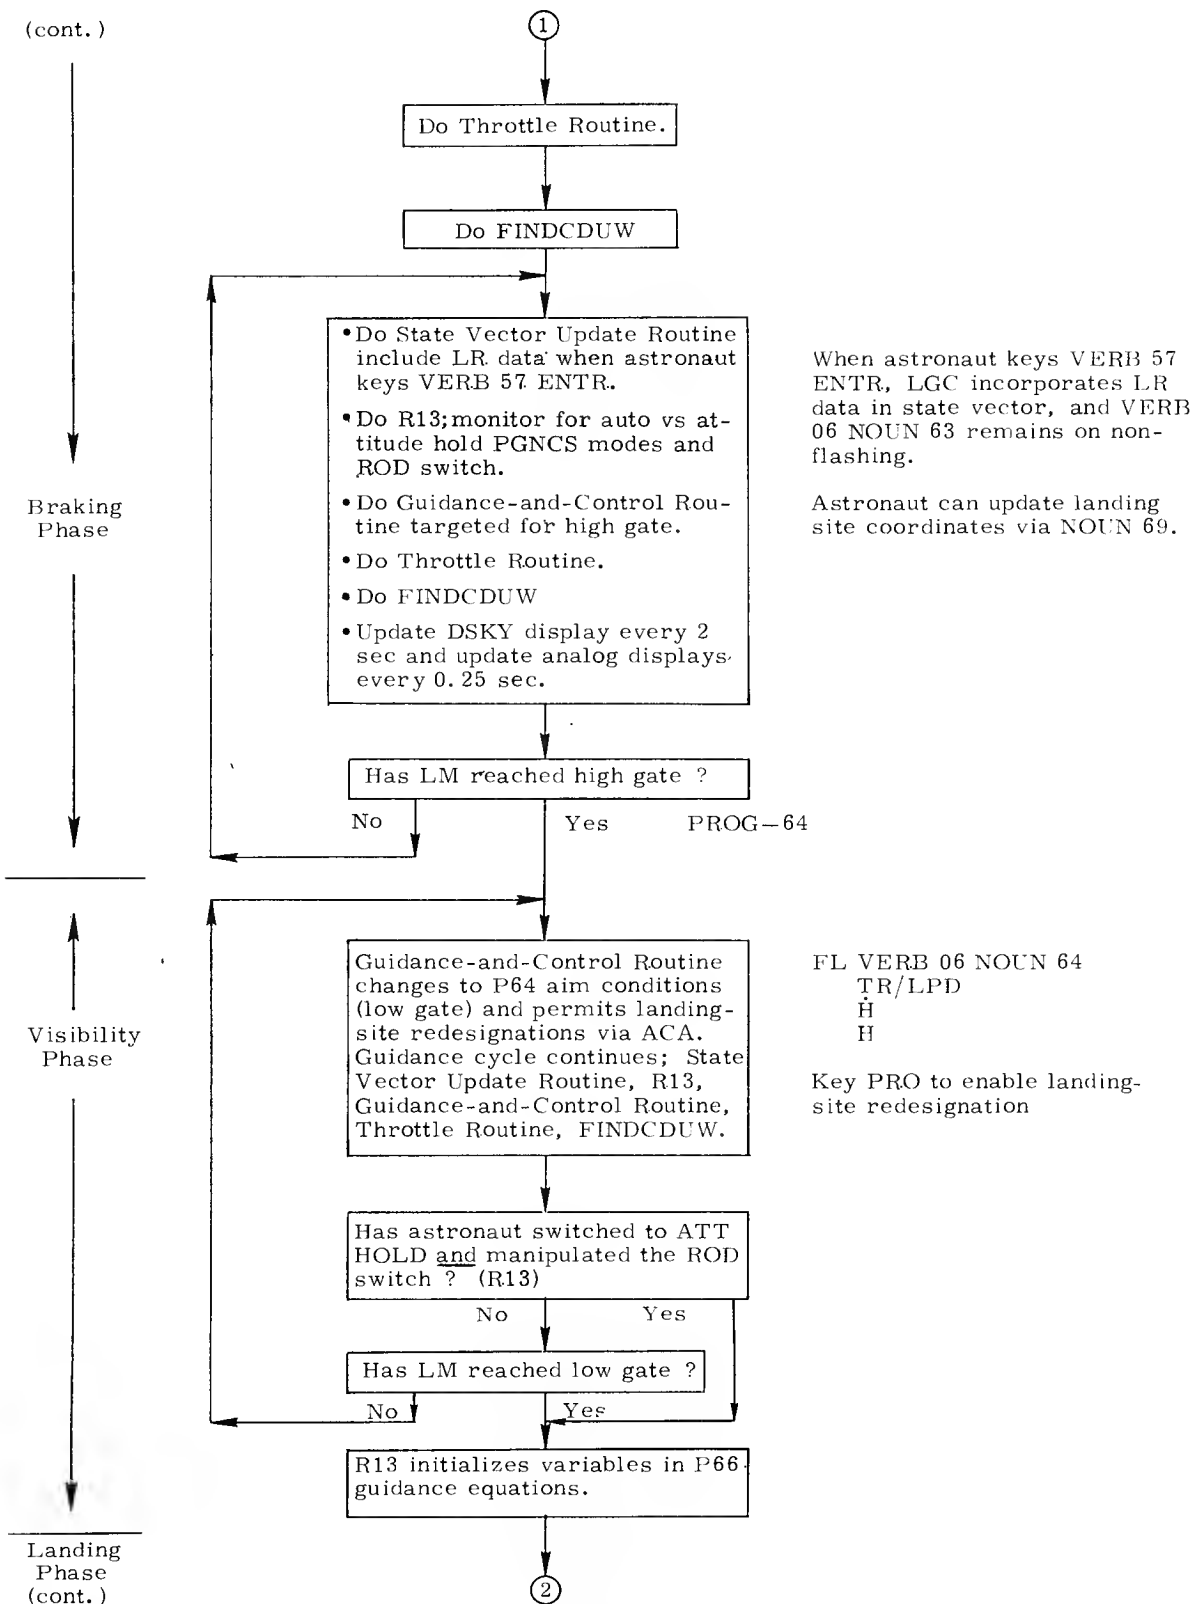 (cont.)
1
Do Throttle Routine.
Do FINDCDUW
• Do State Vector Update Routine
include LR data when astronaut
keys VERB 57 ENTR.
• Do R13; monitor for auto vs at-
titude hold PGNCS modes and
ROD switch.
• Do Guidance-and-Control Rou-
tine targeted for high gate.
• Do Throttle Routine.
• Do FINDCDUW
• Update DSKY display every 2
sec and update analog displays
every 0.25 sec.
When astronaut keys VERB 57
ENTR, LGC incorporates LR
data in state vector, and VERB
06 NOUN 63 remains on non-
flashing.
Astronaut can update landing
site coordinates via NOUN 69.
Braking
Phase
Has LM reached high gate ?
No
Yes
PROG—64
Guidance-and-Control Routine
changes to P64 aim conditions
(low gate) and permits landing-
site redesignations via ACA.
Guidance cycle continues; State
Vector Update Routine, R13,
Guidance-and-Control Routine,
Throttle Routine, FINDCDUW.
FL VERB 06 NOUN 64
TR/LPD
Ḣ
H
Key PRO to enable landing-
site redesignation
Visibility
Phase
Has astronaut switched to ATT
HOLD and manipulated the ROD
switch ? (R13)
No
Yes
Has LM reached low gate ?
No
Yes
R13 initializes variables in P66
guidance equations.
Landing
Phase
(cont.)
2